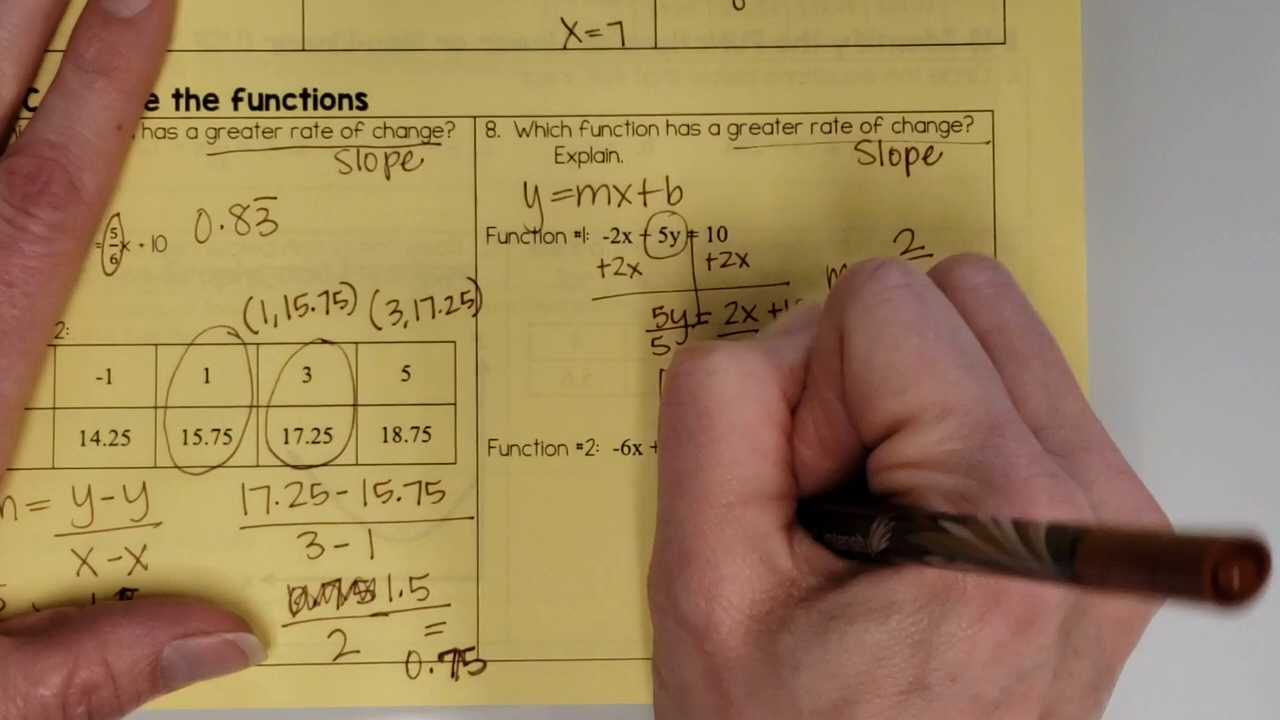 X=7
the functions
has a greater rate of change?
Slope
=5/6x + 10
0.83̅
(1,15.75) (3,17.25)
2:
-1 1 3 5
14.25 15.75 17.25 18.75
m= y-y / x-x
17.25-15.75 / 3-1
1.5 / 2 = 0.75
8. Which function has a greater rate of change?
Explain.
Slope
y=mx+b
Function #1: -2x + 5y = 10
+2x +2x
5y = 2x +
5
2
Function #2: -6x +